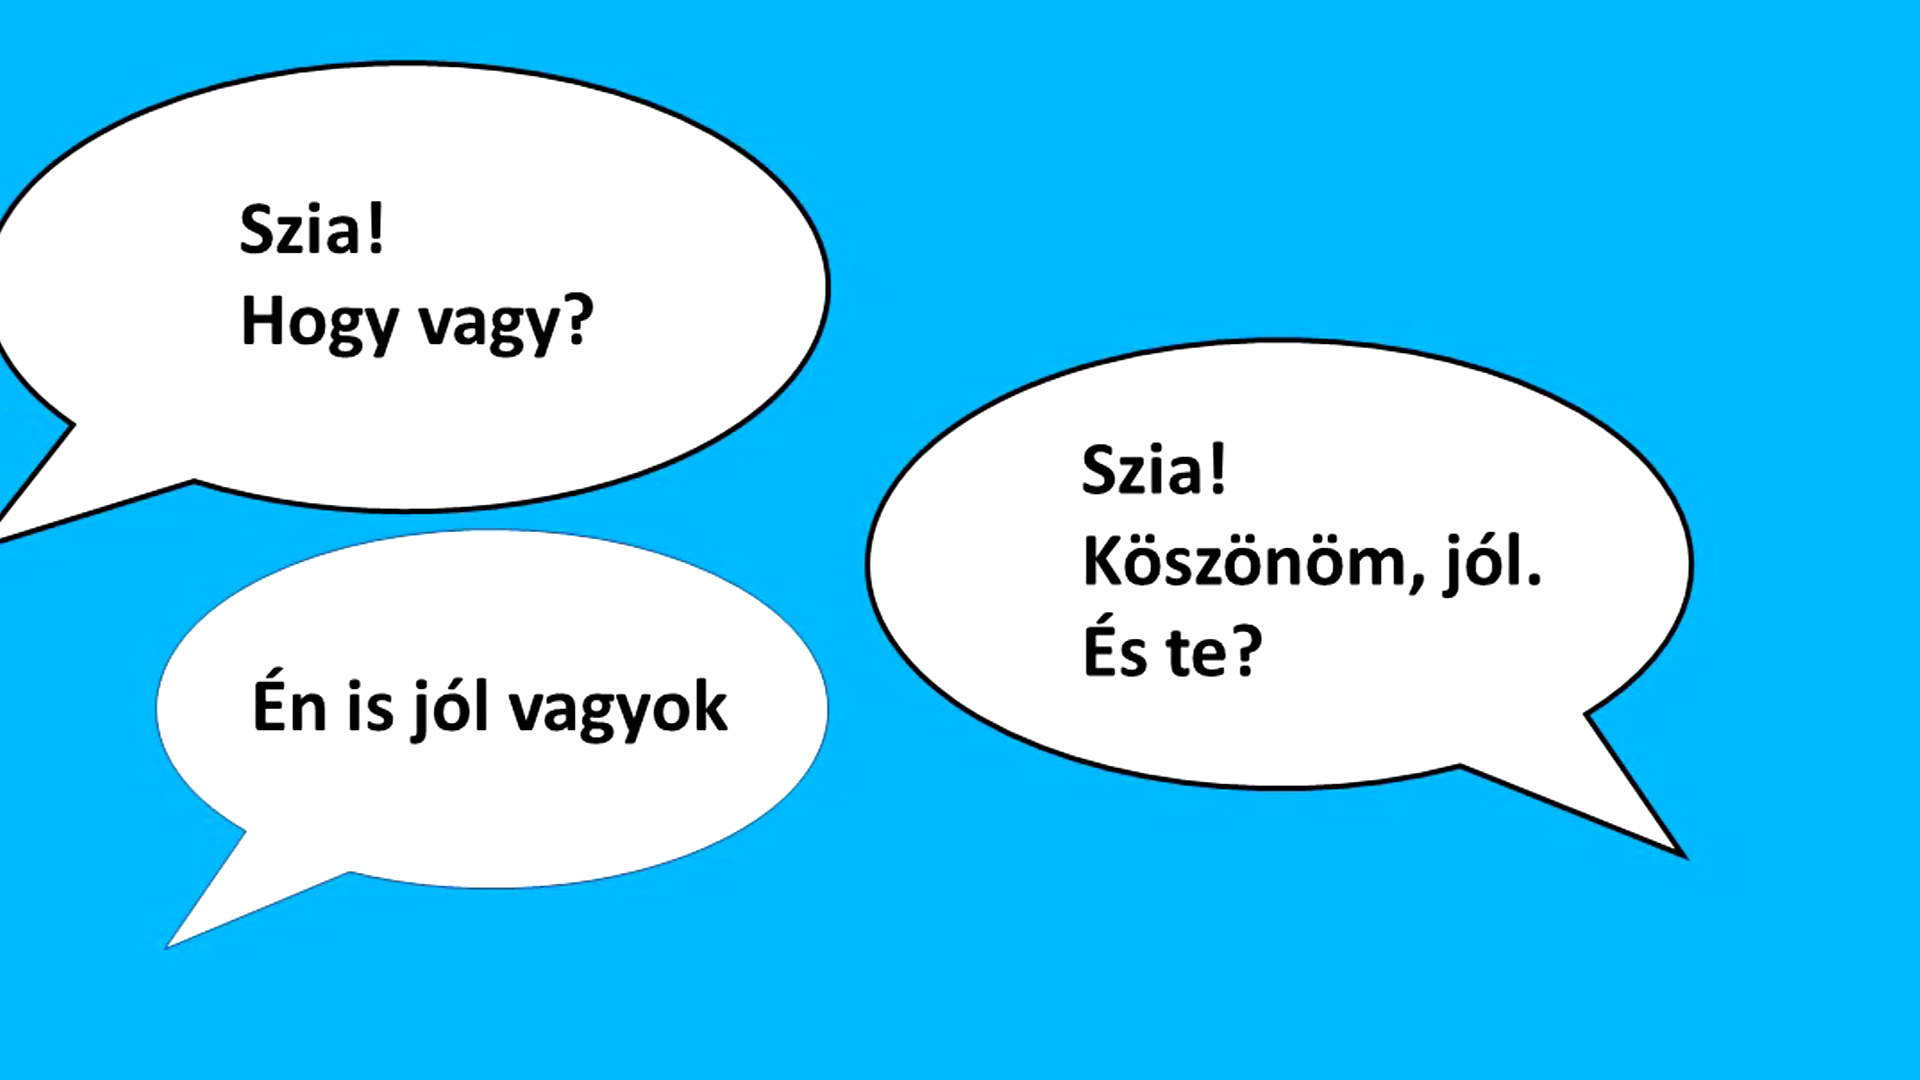 Szia!
Hogy vagy?
Szia!
Köszönöm, jól.
És te?
Én is jól vagyok